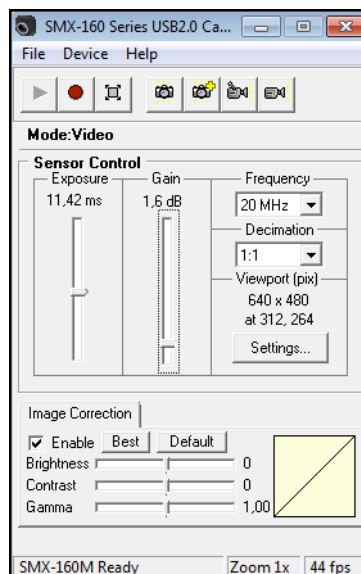 SMX-160 Series USB2.0 Ca...
File Device Help
Mode:Video
Sensor Control
Exposure Gain Frequency
11,42 ms 1,6 dB 20 MHz
Decimation
1:1
Viewport (pix)
640 x 480
at 312, 264
Settings...
Image Correction
Enable Best Default
Brightness 0
Contrast 0
Gamma 1,00
SMX-160M Ready Zoom 1x 44 fps